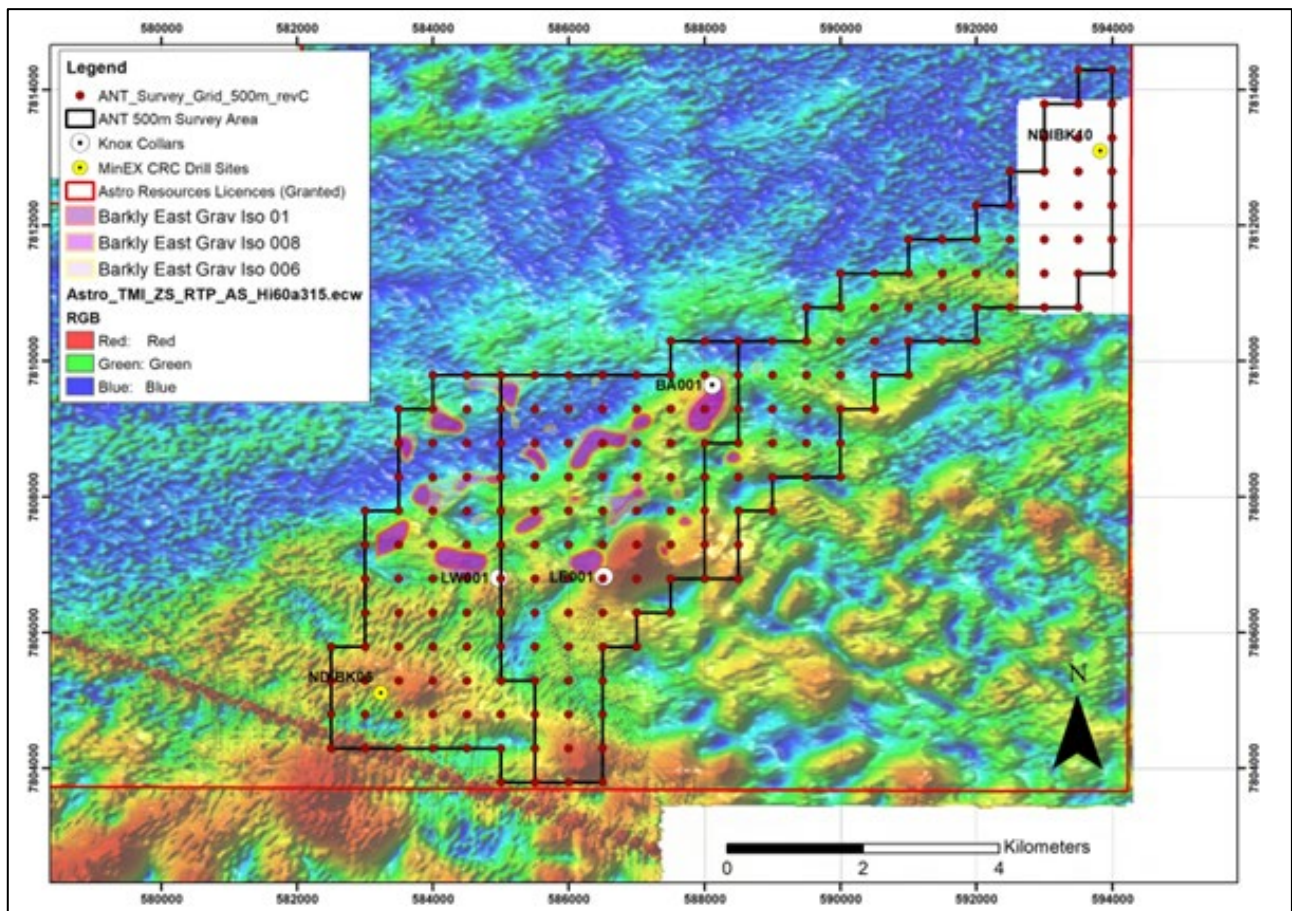 580000 582000 584000 586000 588000 590000 592000 594000
7814000 7814000
7812000 7812000
7810000 7810000
7808000 7808000
7806000 7806000
7804000 7804000
Legend
ANT_Survey_Grid_500m_revC
ANT 500m Survey Area
Knox Collars
MinEX CRC Drill Sites
Astro Resources Licences (Granted)
Barkly East Grav Iso 01
Barkly East Grav Iso 008
Barkly East Grav Iso 006
Astro_TMI_ZS_RTP_AS_Hi60a315.ecw
RGB
Red: Red
Green: Green
Blue: Blue
NDIBK10
BA001
LW001
LE001
N
Kilometers
0 2 4
580000 582000 584000 586000 588000 590000 592000 594000